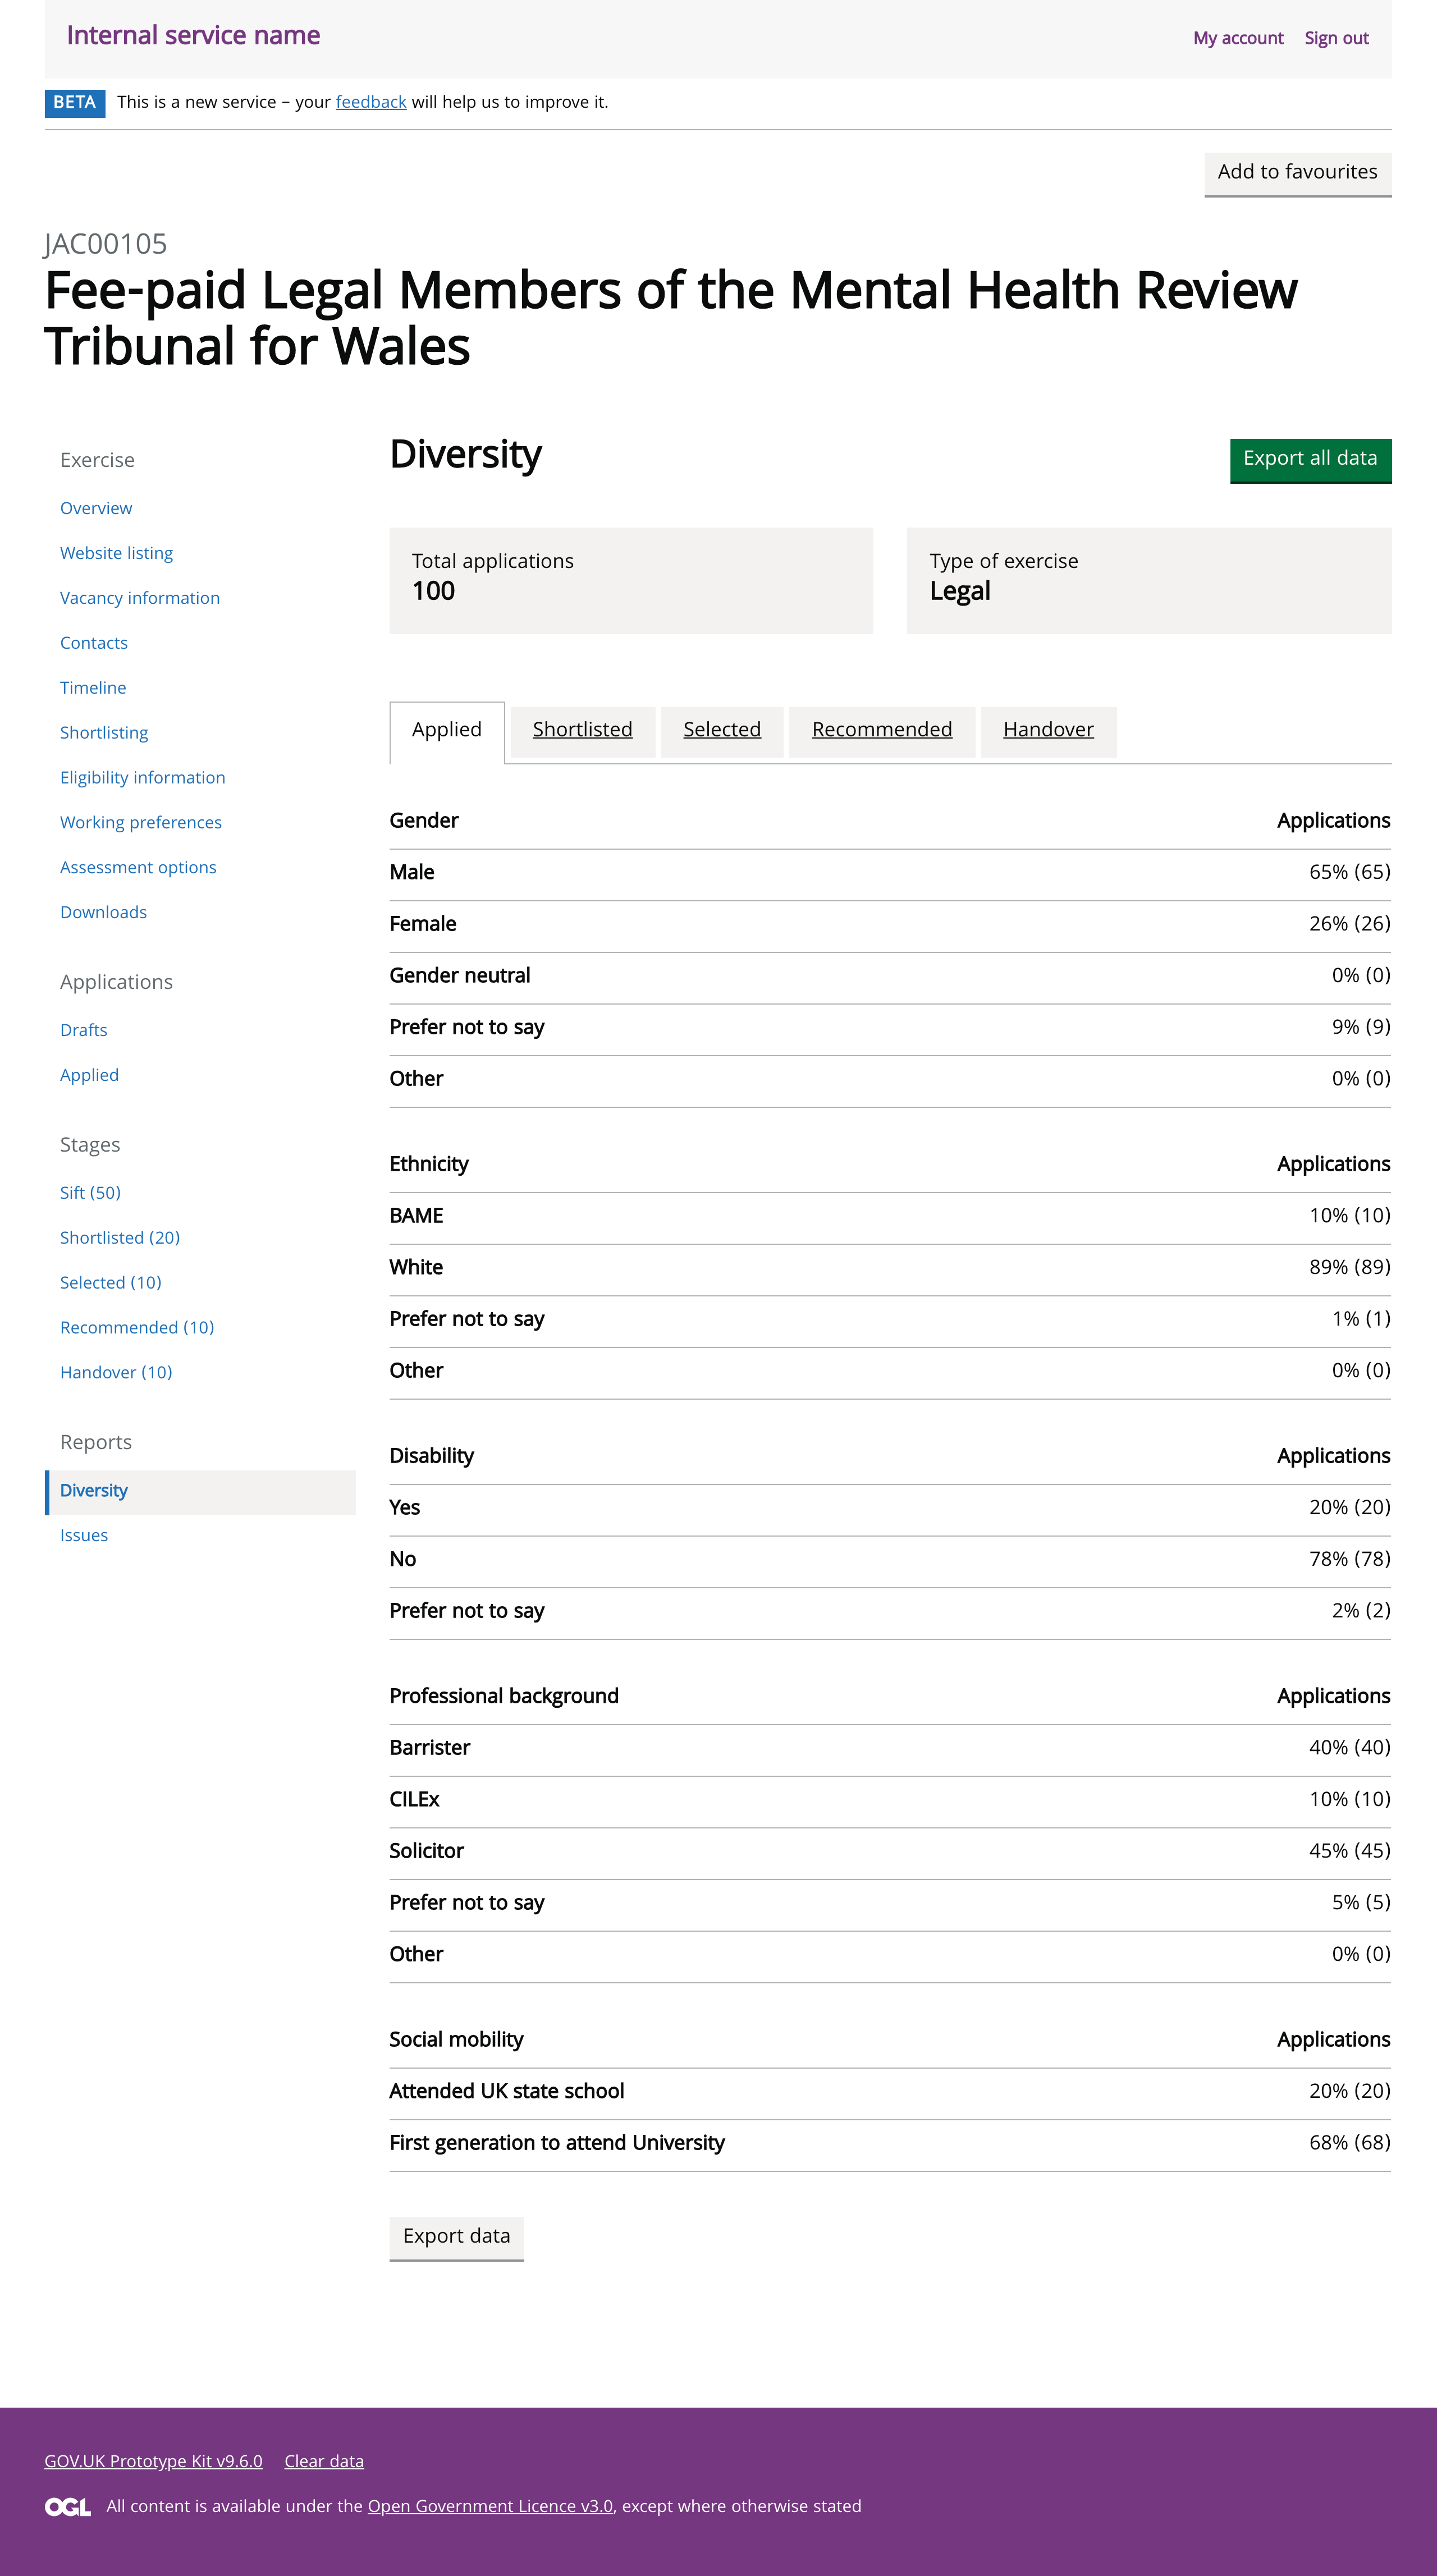 Internal service name
My account Sign out
BETA This is a new service – your feedback will help us to improve it.
Add to favourites
JAC00105
Fee-paid Legal Members of the Mental Health Review
Tribunal for Wales
Exercise
Overview
Website listing
Vacancy information
Contacts
Timeline
Shortlisting
Eligibility information
Working preferences
Assessment options
Downloads
Applications
Drafts
Applied
Stages
Sift (50)
Shortlisted (20)
Selected (10)
Recommended (10)
Handover (10)
Reports
Diversity
Issues
Diversity
Export all data
Total applications
100
Type of exercise
Legal
Applied Shortlisted Selected Recommended Handover
Gender Applications
Male 65% (65)
Female 26% (26)
Gender neutral 0% (0)
Prefer not to say 9% (9)
Other 0% (0)
Ethnicity Applications
BAME 10% (10)
White 89% (89)
Prefer not to say 1% (1)
Other 0% (0)
Disability Applications
Yes 20% (20)
No 78% (78)
Prefer not to say 2% (2)
Professional background Applications
Barrister 40% (40)
CILEx 10% (10)
Solicitor 45% (45)
Prefer not to say 5% (5)
Other 0% (0)
Social mobility Applications
Attended UK state school 20% (20)
First generation to attend University 68% (68)
Export data
GOV.UK Prototype Kit v9.6.0 Clear data
OGL All content is available under the Open Government Licence v3.0, except where otherwise stated